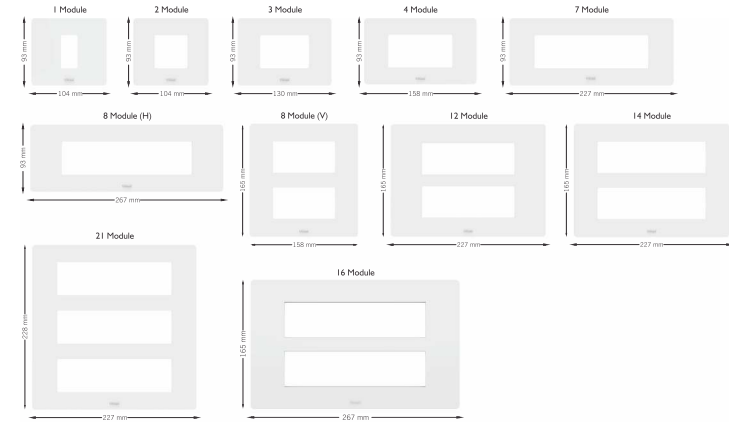 1 Module
2 Module
3 Module
4 Module
7 Module
93 mm
93 mm
93 mm
93 mm
93 mm
104 mm
104 mm
130 mm
158 mm
227 mm
8 Module (H)
8 Module (V)
12 Module
14 Module
93 mm
165 mm
165 mm
165 mm
267 mm
158 mm
227 mm
227 mm
21 Module
16 Module
228 mm
165 mm
227 mm
267 mm